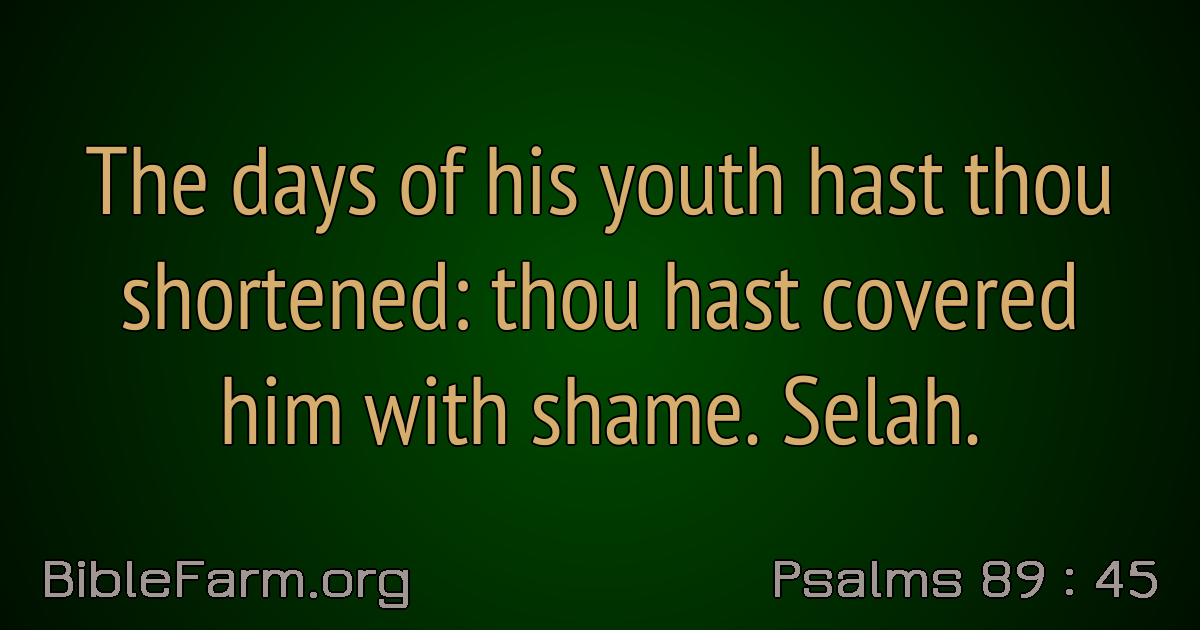 The days of his youth hast thou
shortened: thou hast covered
him with shame. Selah.
BibleFarm.org
Psalms 89 : 45